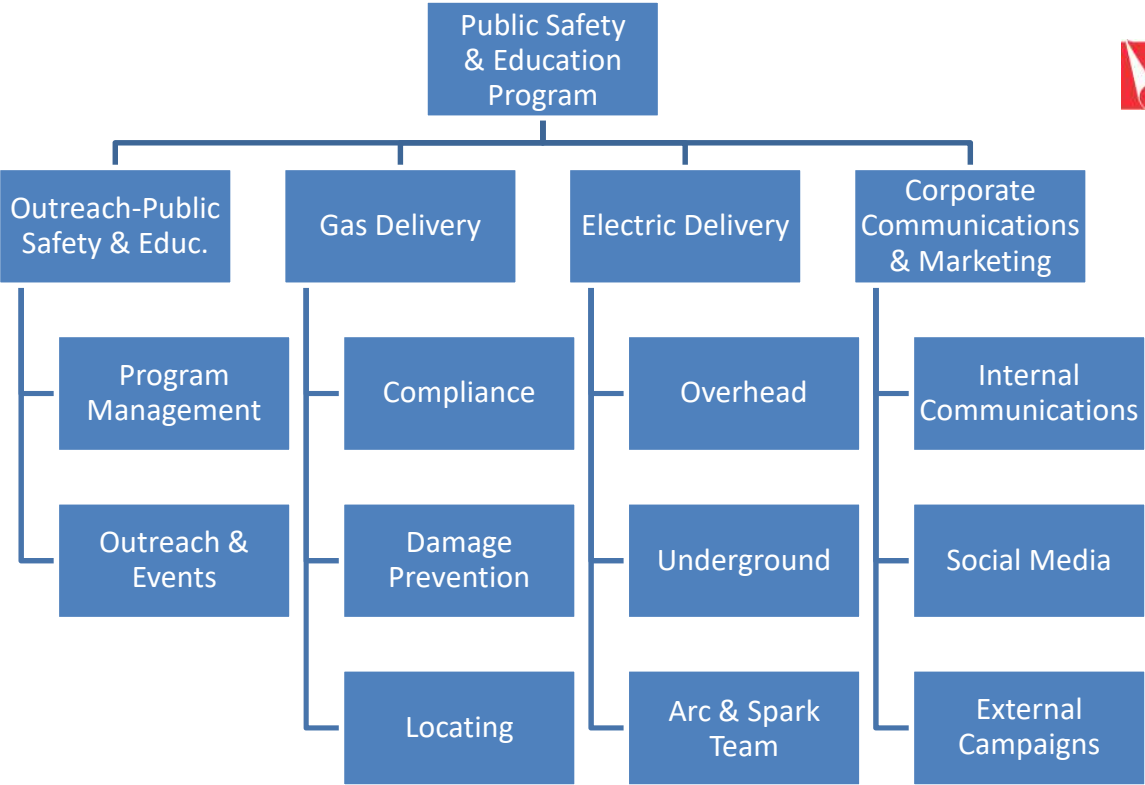 Public Safety
& Education
Program
Outreach-Public
Safety & Educ.
Gas Delivery
Electric Delivery
Corporate
Communications
& Marketing
Program
Management
Compliance
Overhead
Internal
Communications
Outreach &
Events
Damage
Prevention
Underground
Social Media
Locating
Arc & Spark
Team
External
Campaigns